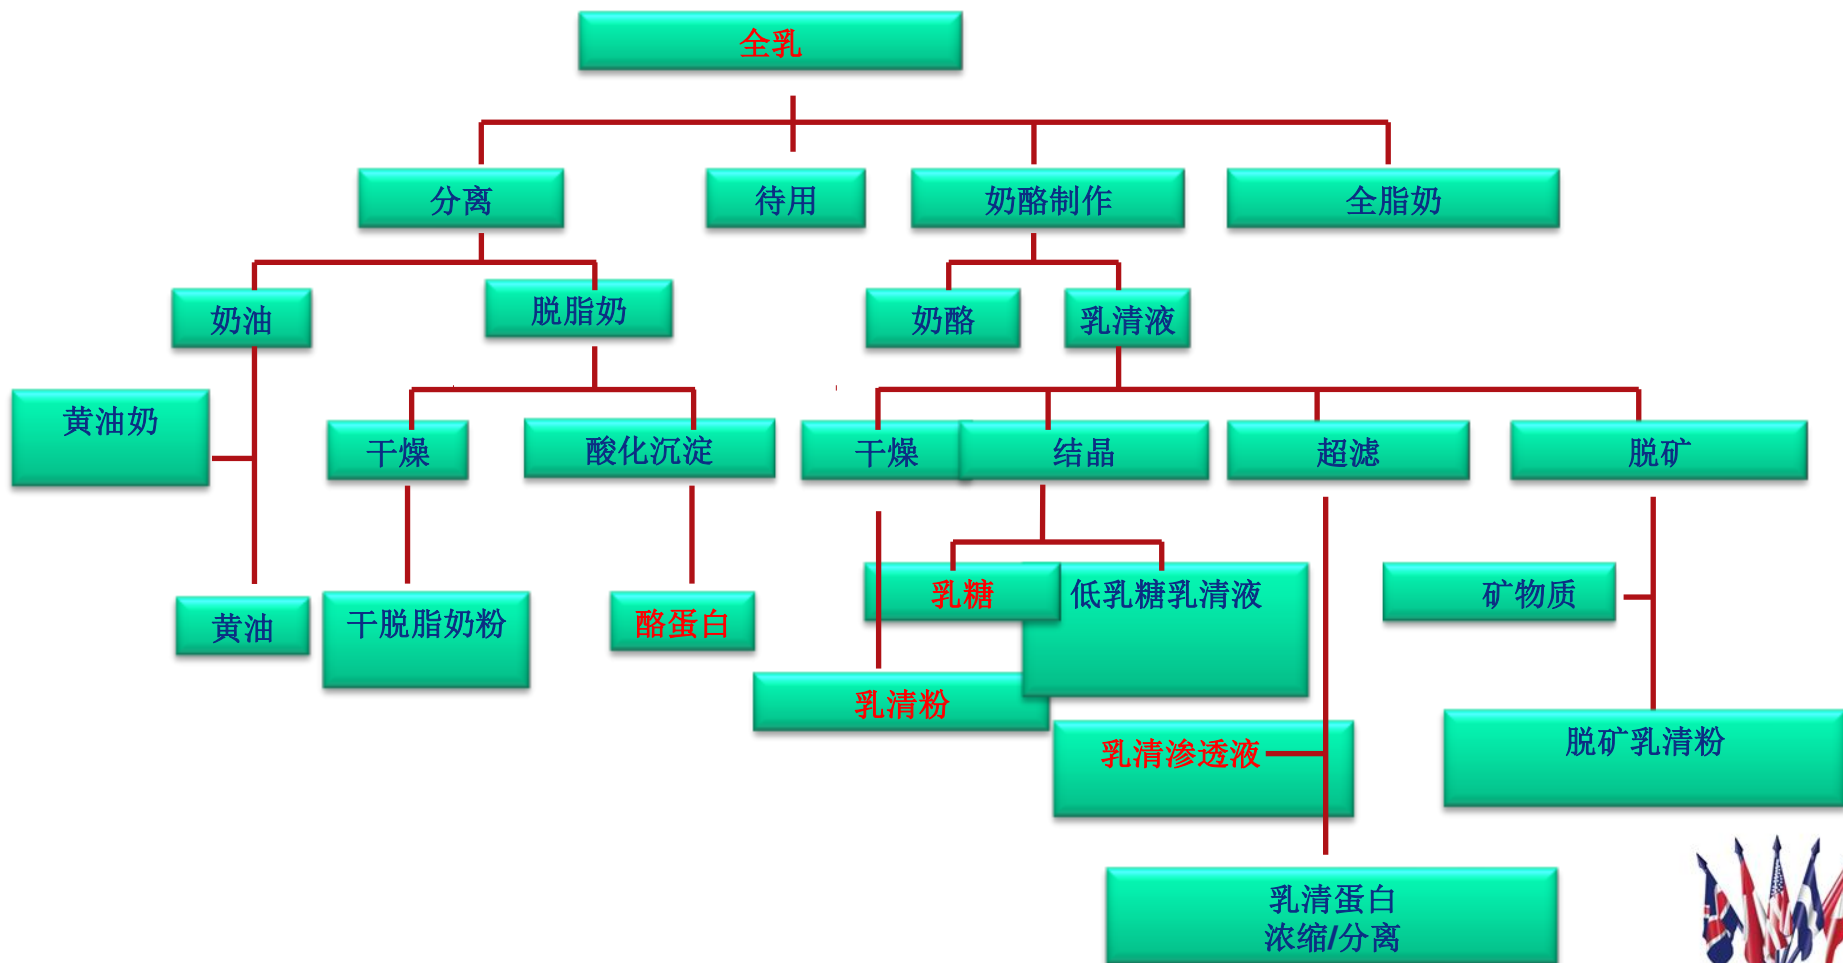 全乳
分离
待用
奶酪制作
全脂奶
奶油
脱脂奶
奶酪
乳清液
黄油奶
干燥
酸化沉淀
干燥
结晶
超滤
脱矿
黄油
干脱脂奶粉
酪蛋白
乳糖
低乳糖乳清液
矿物质
乳清粉
乳清渗透液
脱矿乳清粉
乳清蛋白
浓缩/分离